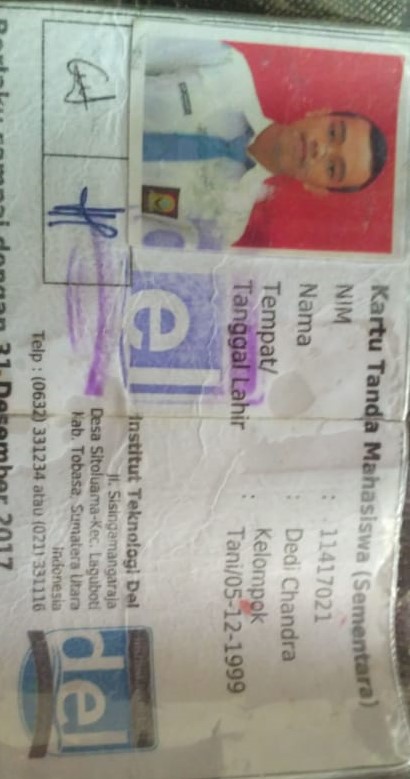 Kartu Tanda Mahasiswa (Sementara)
NIM : 11417021
Nama : Dedi Chandra
Tempat/ : Kelompok
Tanggal Lahir Tani/05-12-1999
del
Institut Teknologi Del
Jl. Sisingamangaraja
Desa Sitoluama-Kec. Laguboti
Kab. Tobasa, Sumatera Utara
Indonesia
Telp : (0632) 331234 atau (021) 331116
del
Berlaku sampai dengan 31 Desember 2017